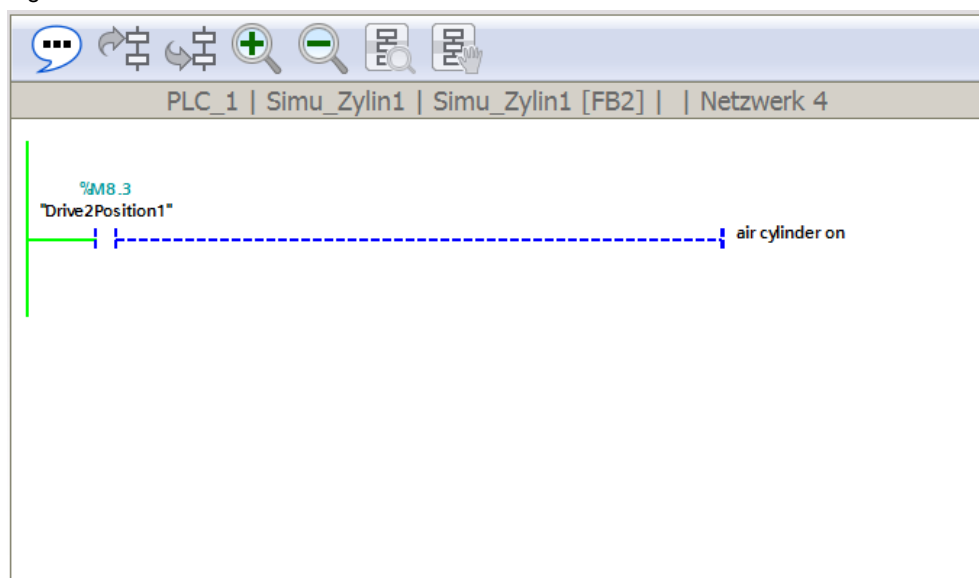 PLC_1 | Simu_Zylin1 | Simu_Zylin1 [FB2] | | Netzwerk 4
%M8.3
"Drive2Position1"
air cylinder on